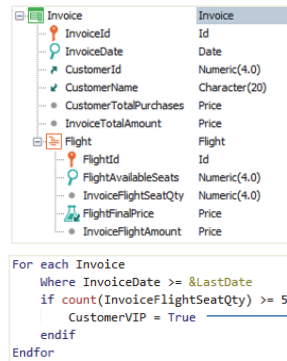 Invoice Invoice
InvoiceId Id
InvoiceDate Date
CustomerId Numeric(4.0)
CustomerName Character(20)
CustomerTotalPurchases Price
InvoiceTotalAmount Price
Flight Flight
FlightId Id
FlightAvailableSeats Numeric(4.0)
InvoiceFlightSeatQty Numeric(4.0)
FlightFinalPrice Price
InvoiceFlightAmount Price
For each Invoice
Where InvoiceDate >= &LastDate
if count(InvoiceFlightSeatQty) >= 5
CustomerVIP = True
endif
Endfor